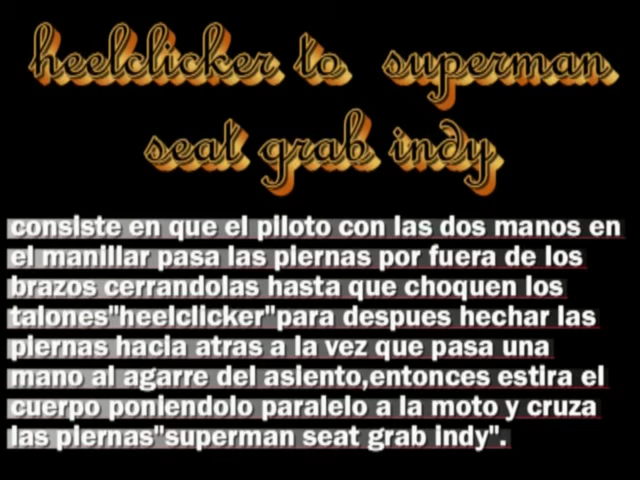 heelclicker to superman
seat grab indy
consiste en que el piloto con las dos manos en
el manillar pasa las piernas por fuera de los
brazos cerrandolas hasta que choquen los
talones"heelclicker"para despues hechar las
piernas hacia atras a la vez que pasa una
mano al agarre del asiento,entonces estira el
cuerpo poniendolo paralelo a la moto y cruza
las piernas"superman seat grab indy".